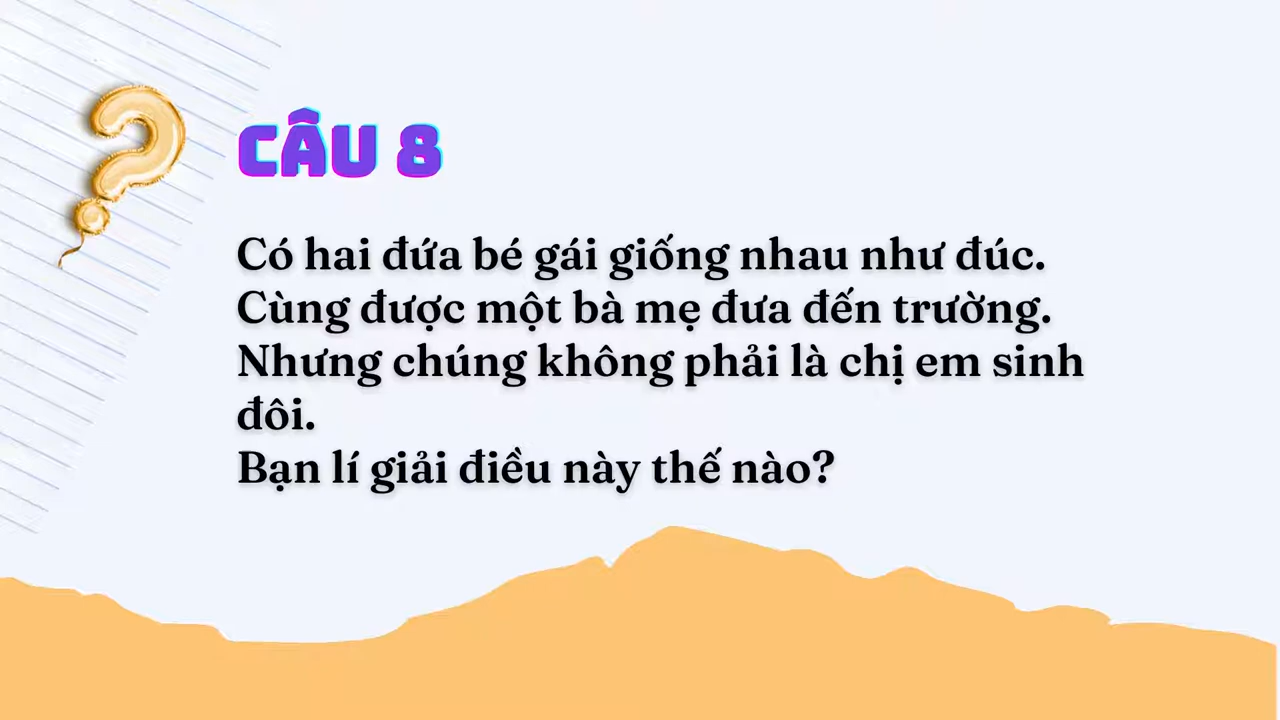 CÂU 8
Có hai đứa bé gái giống nhau như đúc.
Cùng được một bà mẹ đưa đến trường.
Nhưng chúng không phải là chị em sinh
đôi.
Bạn lí giải điều này thế nào?